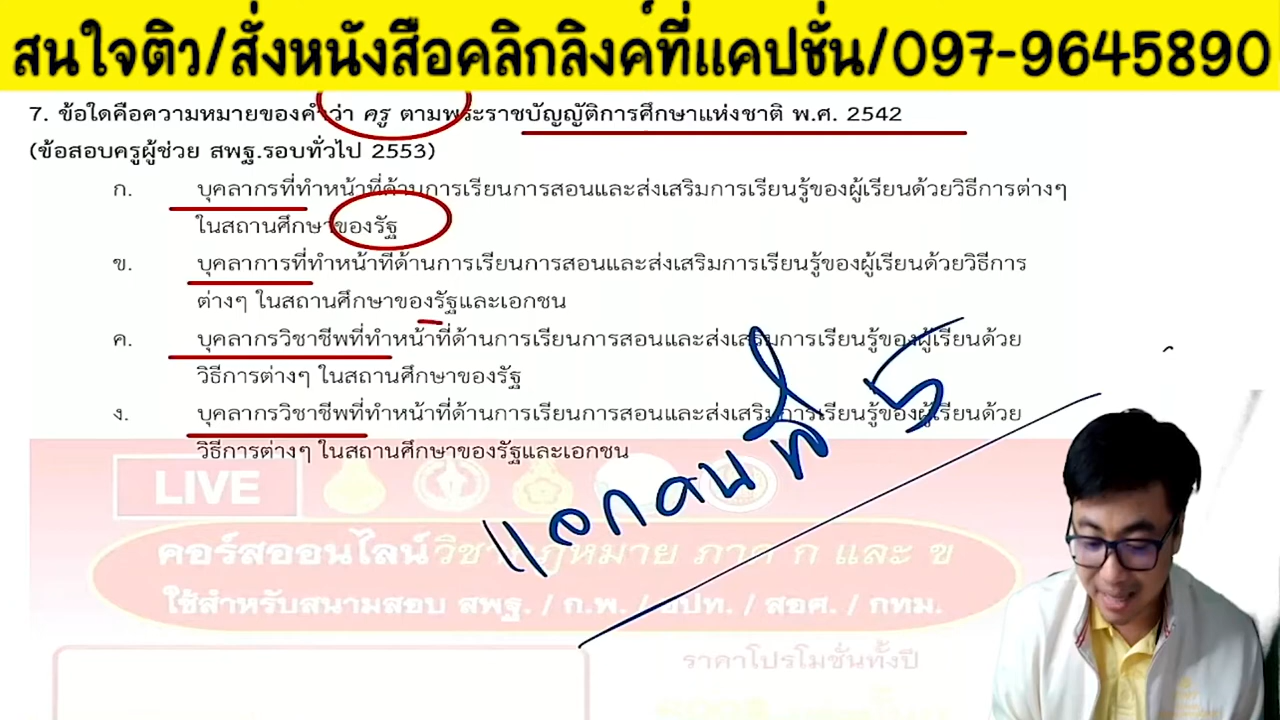 สนใจติว/สั่งหนังสือคลิกลิงค์ที่แคปชั่น/097-9645890
7. ข้อใดคือความหมายของคำว่า ครู ตามพระราชบัญญัติการศึกษาแห่งชาติ พ.ศ. 2542
(ข้อสอบครูผู้ช่วย สพฐ.รอบทั่วไป 2553)
ก. บุคลากรที่ทำหน้าที่ด้านการเรียนการสอนและส่งเสริมการเรียนรู้ของผู้เรียนด้วยวิธีการต่างๆ
ในสถานศึกษาของรัฐ
ข. บุคลาการที่ทำหน้าที่ด้านการเรียนการสอนและส่งเสริมการเรียนรู้ของผู้เรียนด้วยวิธีการ
ต่างๆ ในสถานศึกษาของรัฐและเอกชน
ค. บุคลากรวิชาชีพที่ทำหน้าที่ด้านการเรียนการสอนและส่งเสริมการเรียนรู้ของผู้เรียนด้วย
วิธีการต่างๆ ในสถานศึกษาของรัฐ
ง. บุคลากรวิชาชีพที่ทำหน้าที่ด้านการเรียนการสอนและส่งเสริมการเรียนรู้ของผู้เรียนด้วย
วิธีการต่างๆ ในสถานศึกษาของรัฐและเอกชน
LIVE
คอร์สออนไลน์วิชากฎหมาย ภาค ก และ ข
ใช้สำหรับสนามสอบ สพฐ. / ก.พ. / อปท. / สอศ. / กทม.
ราคาโปรโมชั่นทั้งปี